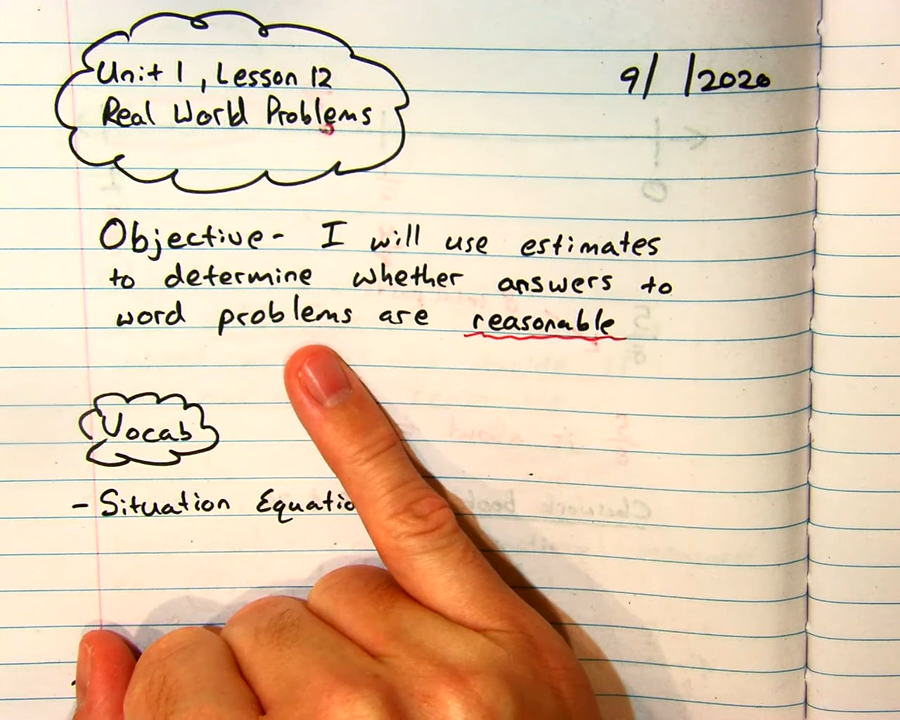 Unit 1, Lesson 12
Real World Problems
9/ /2020
Objective- I will use estimates
to determine whether answers to
word problems are reasonable
Vocab
- Situation